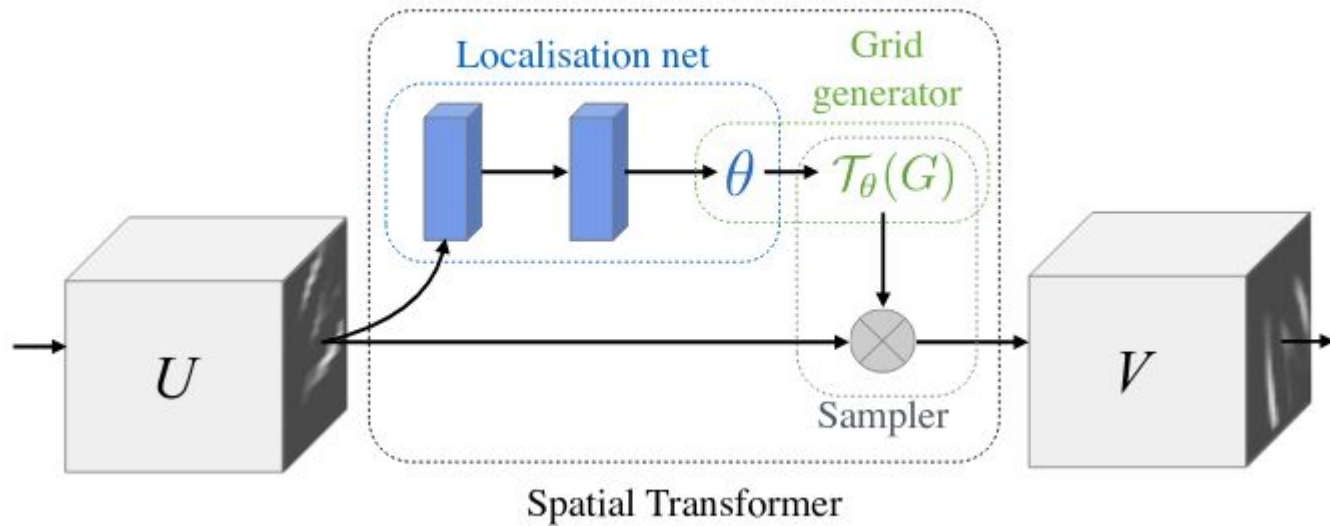 Localisation net
Grid
generator
θ
𝒯θ(G)
U
V
Sampler
Spatial Transformer